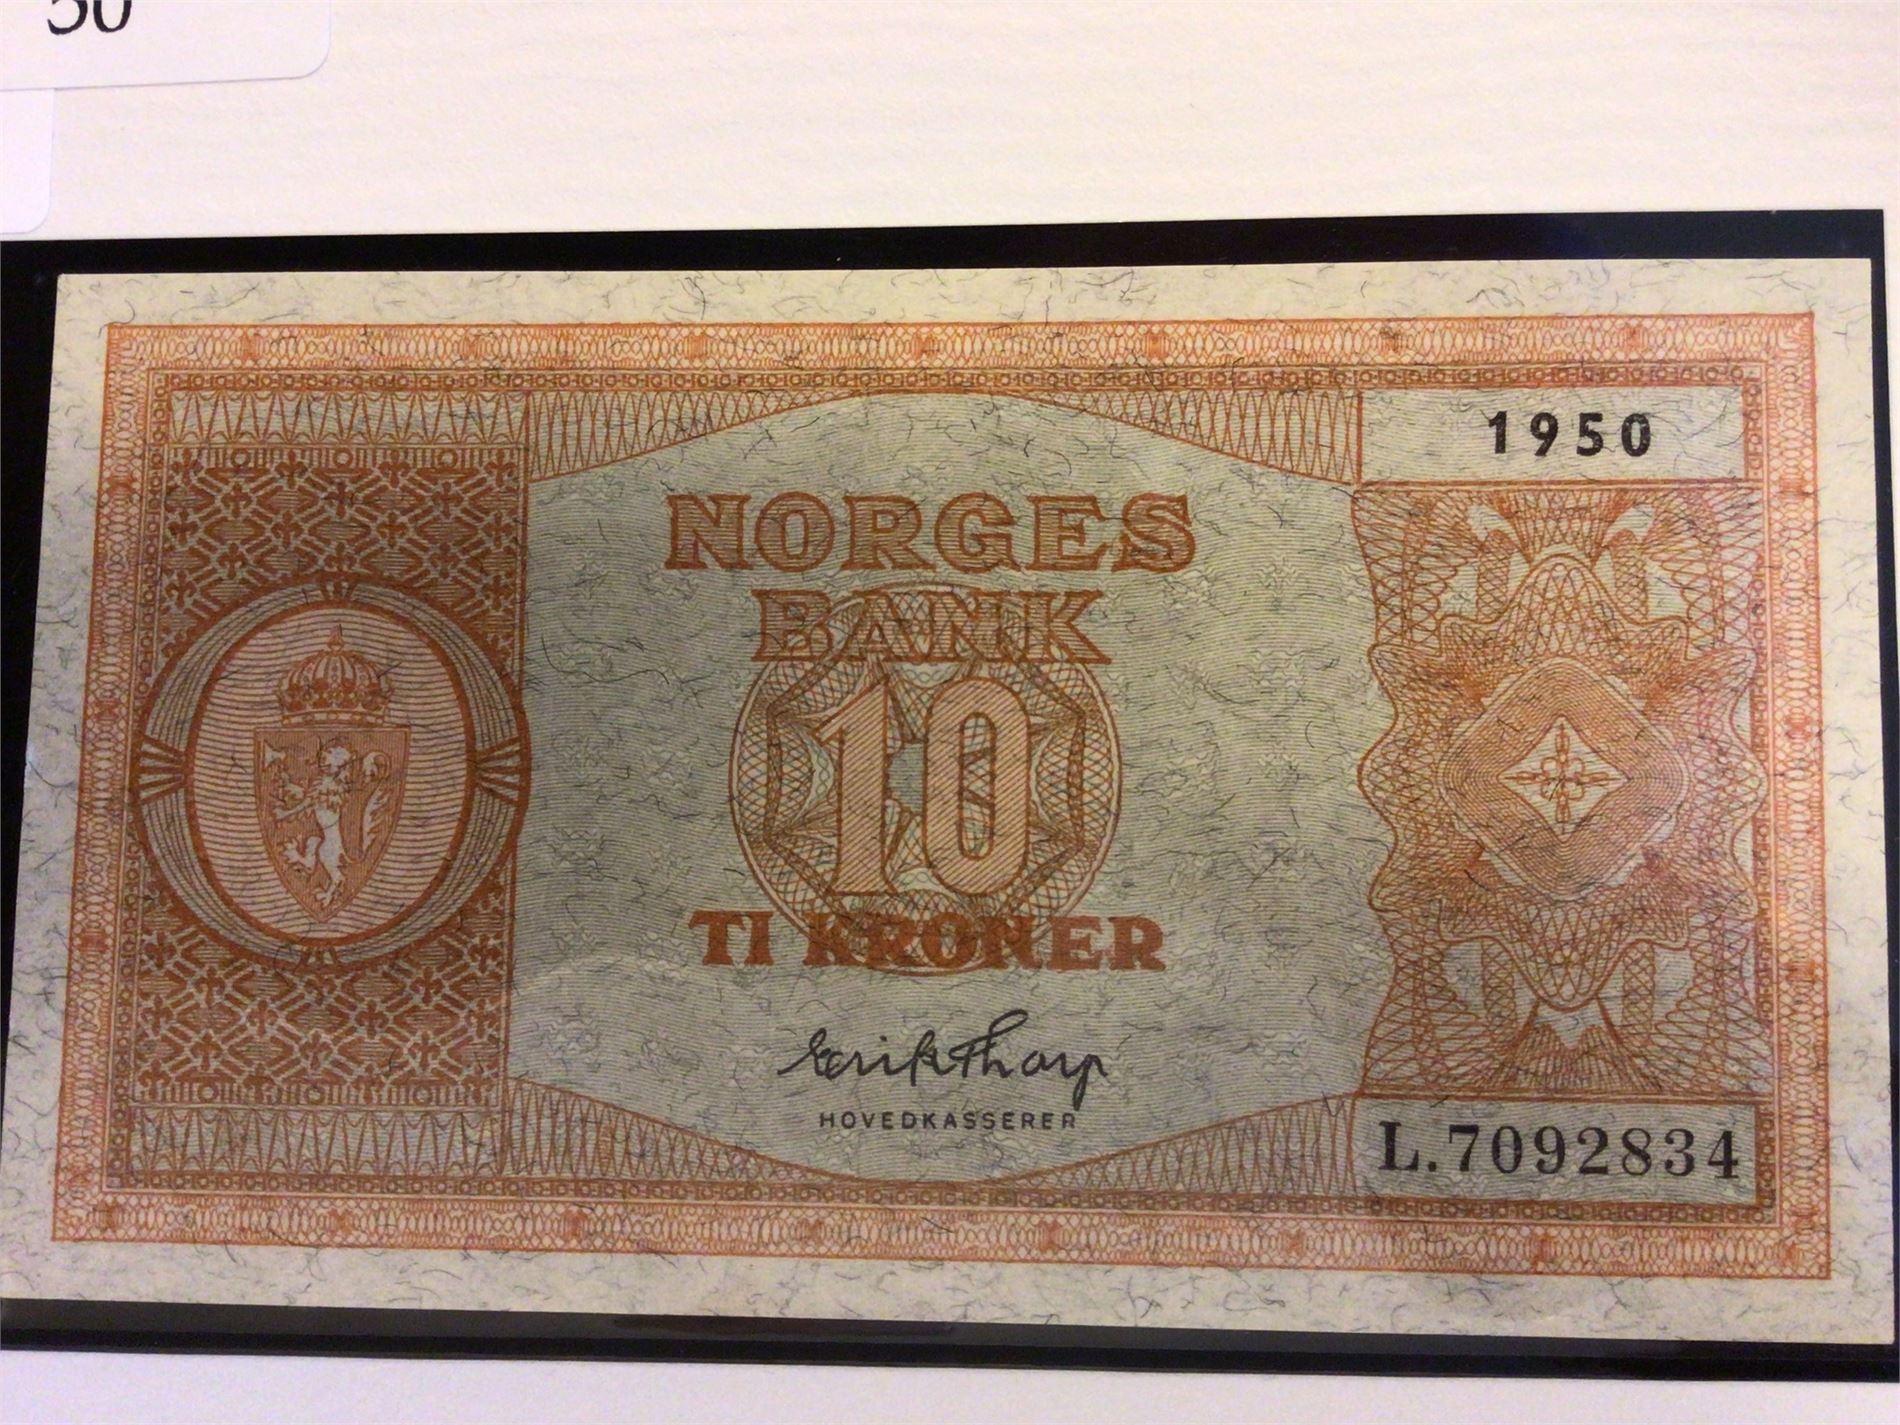 50
1950
NORGES
BANK
10
TI KRONER
Erik Thorp
HOVEDKASSERER
L.7092834